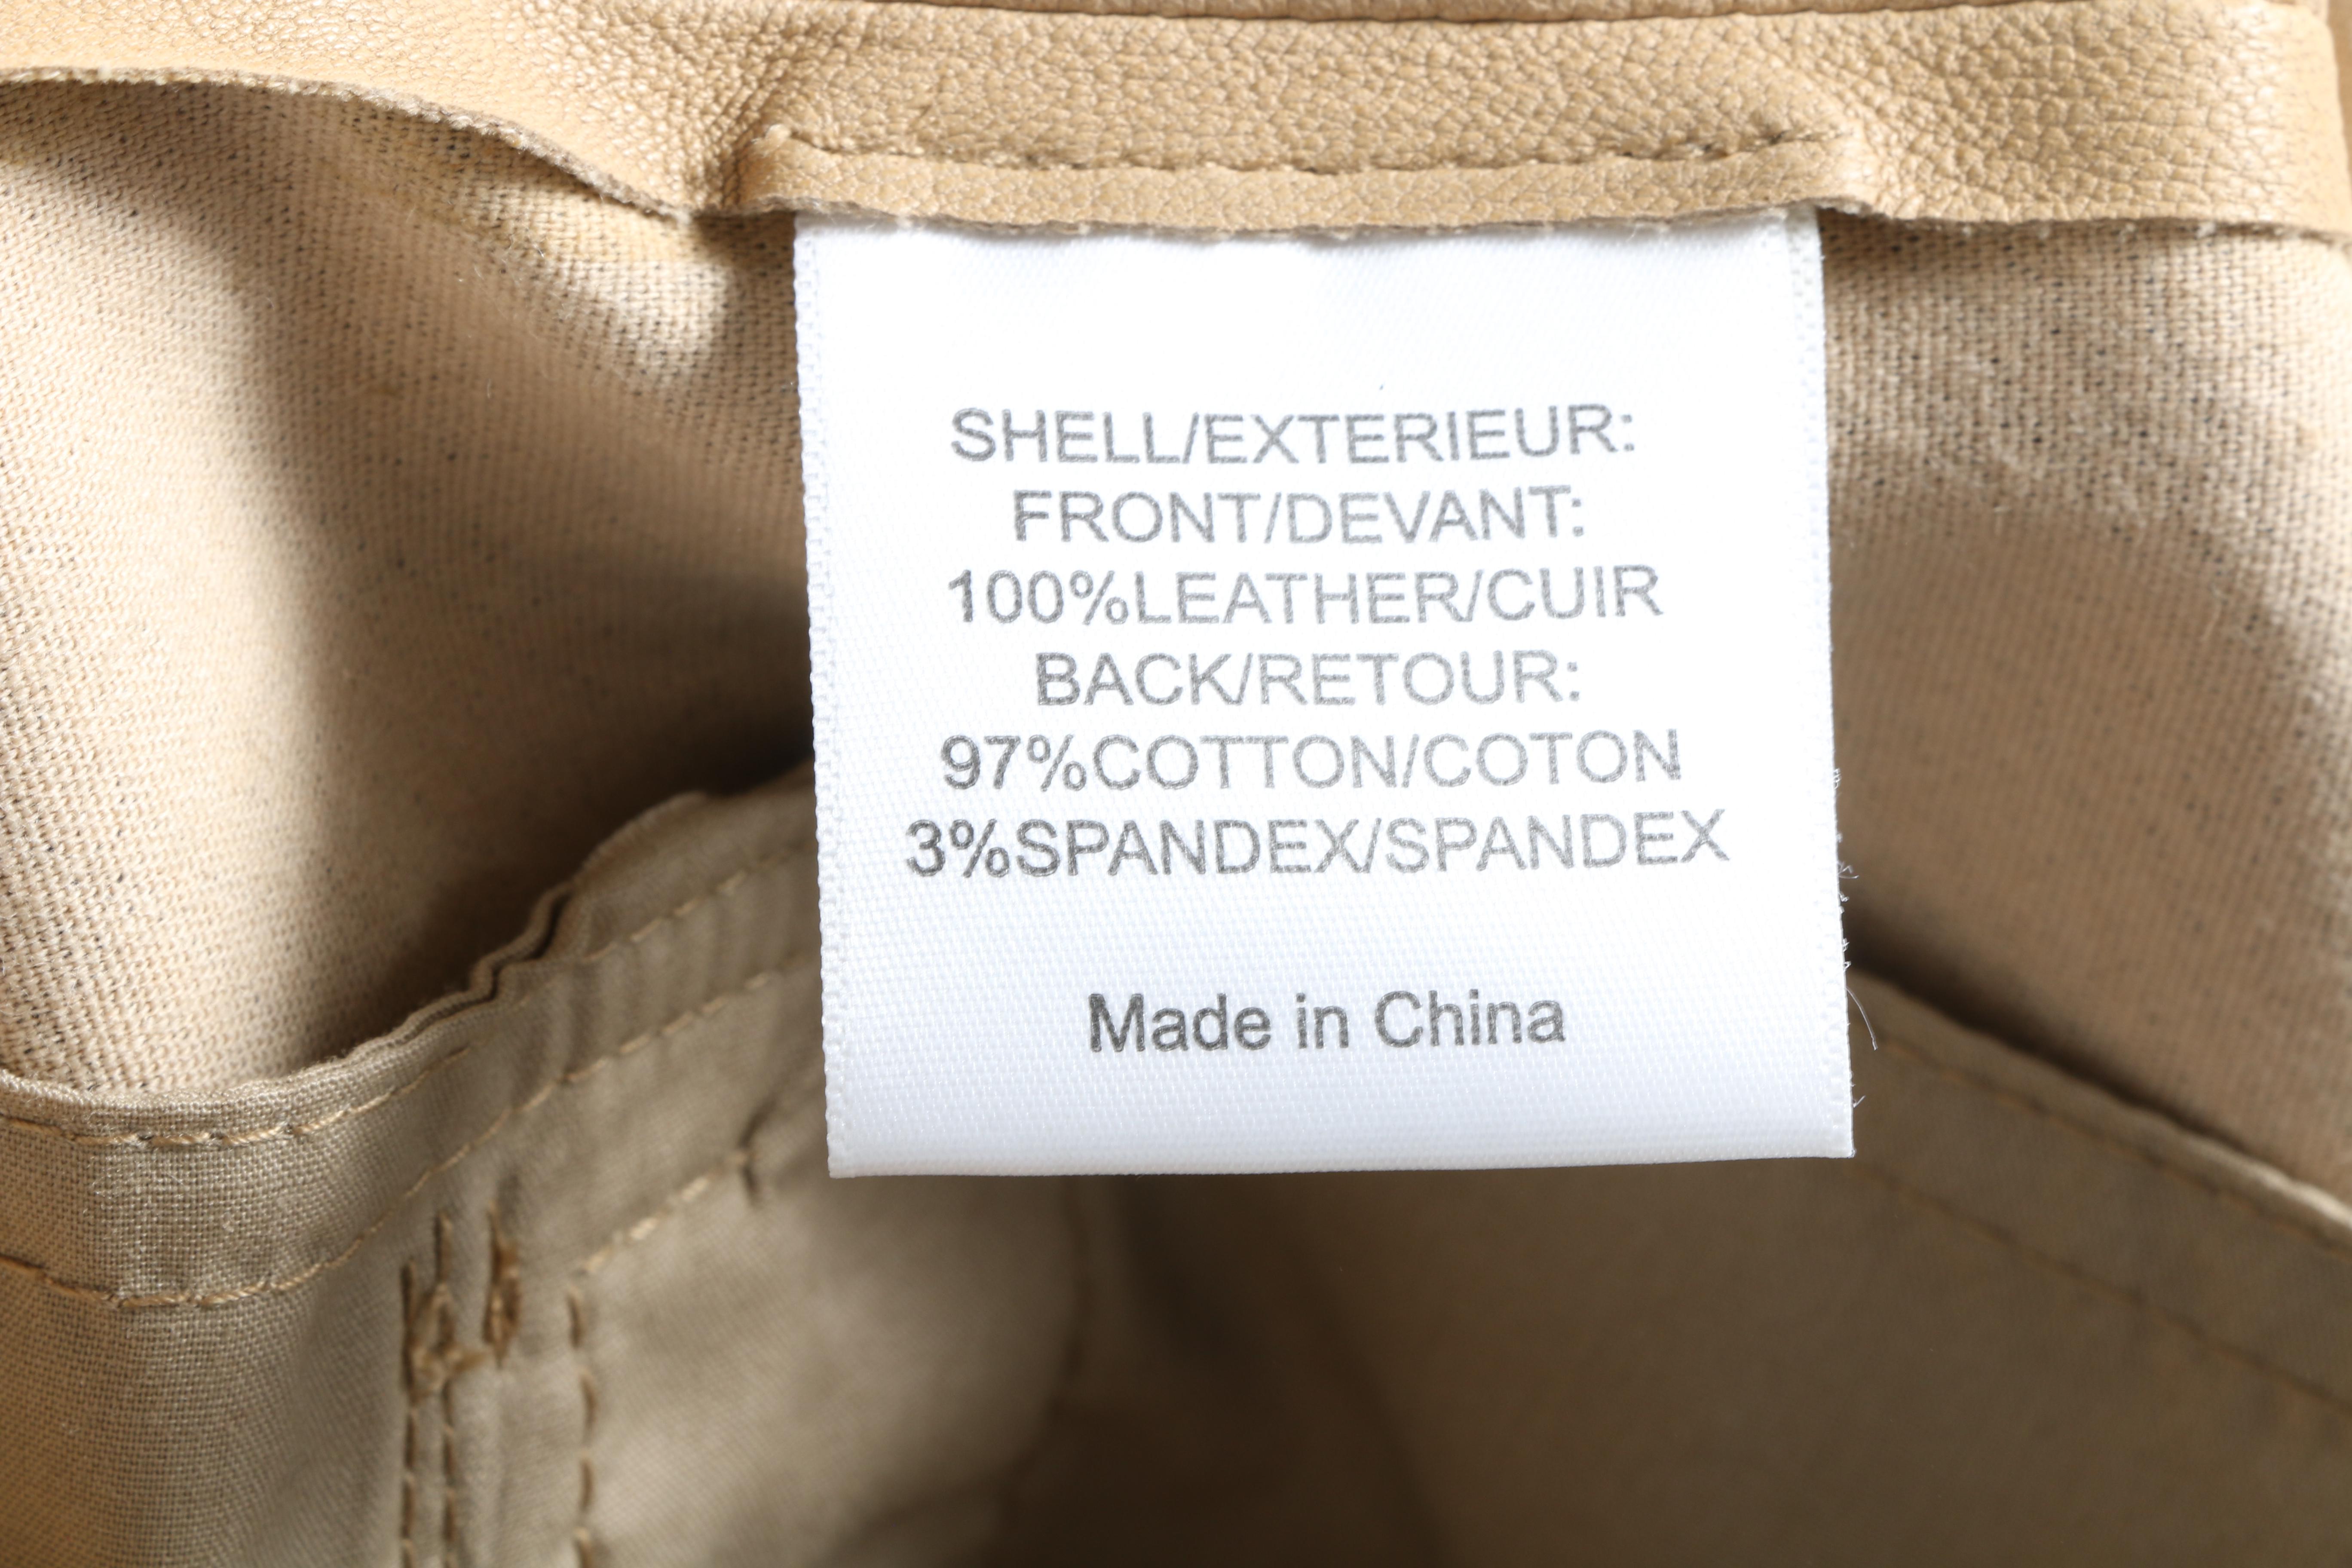 SHELL/EXTERIEUR:
FRONT/DEVANT:
100%LEATHER/CUIR
BACK/RETOUR:
97%COTTON/COTON
3%SPANDEX/SPANDEX
Made in China